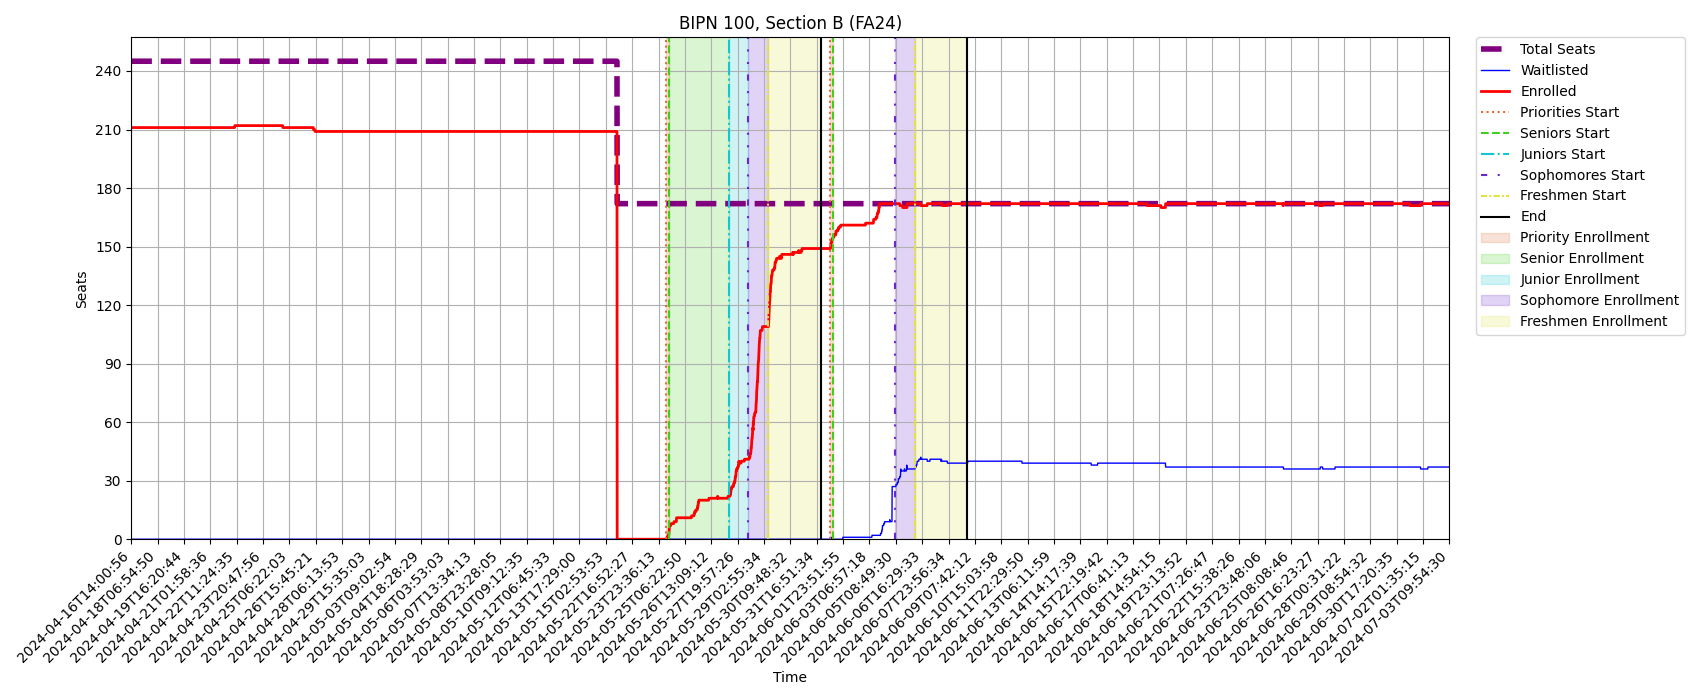 BIPN 100, Section B (FA24)
Seats
240
210
180
150
120
90
60
30
0
2024-04-16T14:00:56
2024-04-18T06:54:50
2024-04-19T16:20:44
2024-04-21T01:58:36
2024-04-22T11:24:35
2024-04-23T20:47:56
2024-04-25T06:22:03
2024-04-26T15:45:21
2024-04-28T06:13:53
2024-04-29T15:35:03
2024-05-03T09:02:54
2024-05-04T18:28:29
2024-05-06T03:53:03
2024-05-07T13:34:13
2024-05-08T23:28:05
2024-05-10T09:12:35
2024-05-12T06:45:33
2024-05-13T17:29:00
2024-05-15T02:53:53
2024-05-22T16:52:27
2024-05-23T23:36:13
2024-05-25T06:22:50
2024-05-26T13:09:12
2024-05-27T19:57:26
2024-05-29T02:55:34
2024-05-30T09:48:32
2024-05-31T16:51:34
2024-06-01T23:51:55
2024-06-03T06:57:18
2024-06-05T08:49:30
2024-06-06T16:29:33
2024-06-07T23:56:34
2024-06-09T07:42:12
2024-06-10T15:03:58
2024-06-11T22:29:50
2024-06-13T06:11:59
2024-06-14T14:17:39
2024-06-15T22:19:42
2024-06-17T06:41:13
2024-06-18T14:54:15
2024-06-19T23:13:52
2024-06-21T07:26:47
2024-06-22T15:38:26
2024-06-23T23:48:06
2024-06-25T08:08:46
2024-06-26T16:23:27
2024-06-28T00:31:22
2024-06-29T08:54:32
2024-06-30T17:20:35
2024-07-02T01:35:15
2024-07-03T09:54:30
Time
Total Seats
Waitlisted
Enrolled
Priorities Start
Seniors Start
Juniors Start
Sophomores Start
Freshmen Start
End
Priority Enrollment
Senior Enrollment
Junior Enrollment
Sophomore Enrollment
Freshmen Enrollment